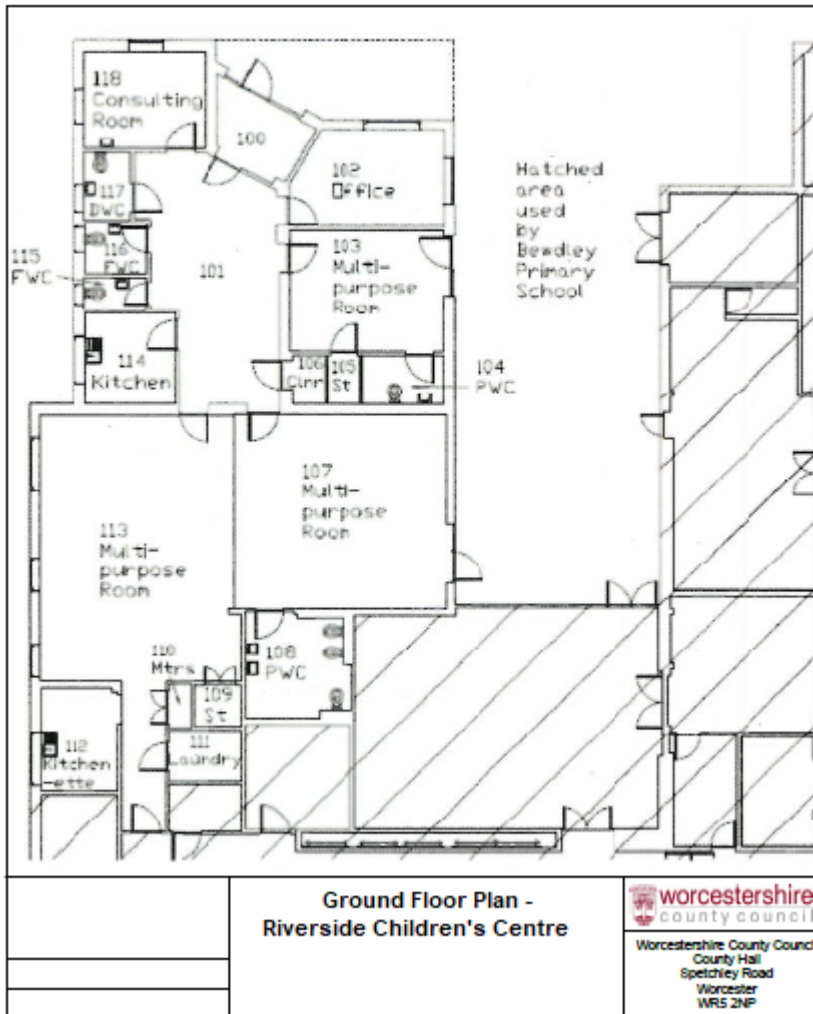 118
Consulting
Room
100
102
Office
117
DWC
116
FWC
115
FWC
101
103
Multi-
purpose
Room
Hatched
area
used
by
Bewdley
Primary
School
114
Kitchen
106
Clnr
105
St
104
PWC
107
Multi-
purpose
Room
113
Multi-
purpose
Room
110
Mtrs
108
PWC
109
St
111
Laundry
112
Kitchen
-ette
Ground Floor Plan -
Riverside Children's Centre
worcestershire
county council
Worcestershire County Council
County Hall
Spetchley Road
Worcester
WR5 2NP